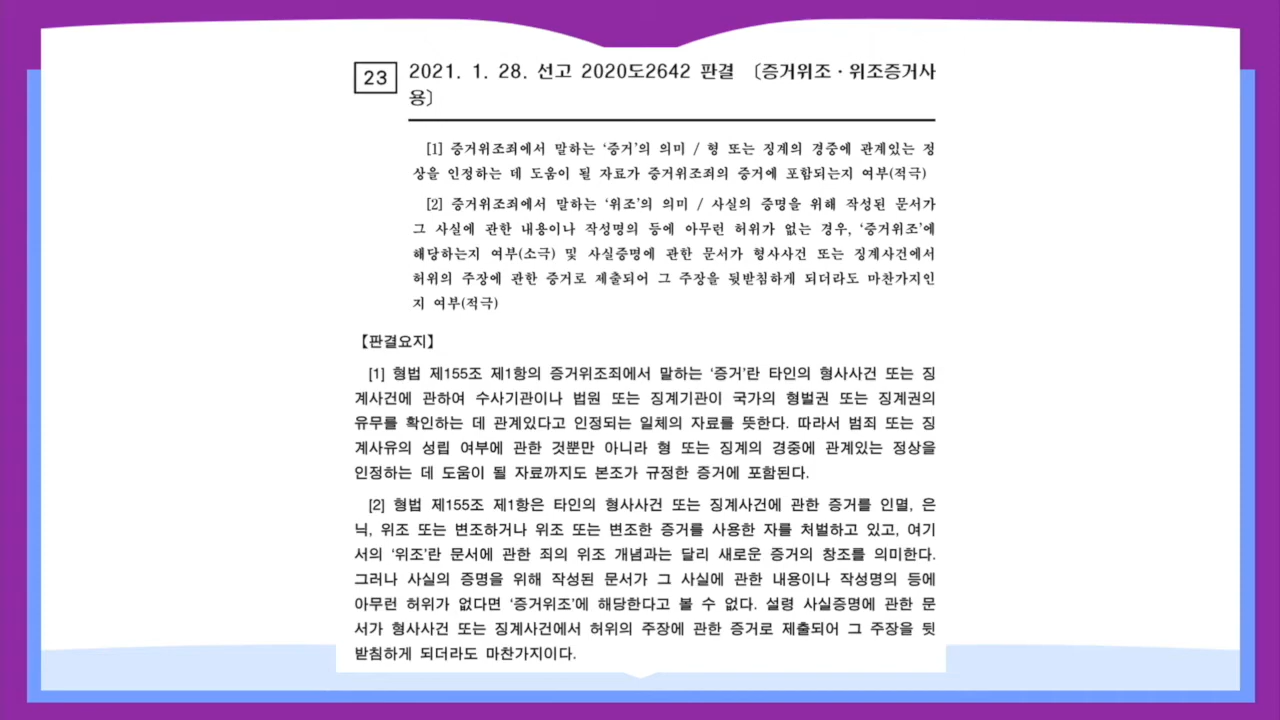 23
2021. 1. 28. 선고 2020도2642 판결 〔증거위조·위조증거사
용〕
[1] 증거위조죄에서 말하는 ‘증거’의 의미 / 형 또는 징계의 경중에 관계있는 정
상을 인정하는 데 도움이 될 자료가 증거위조죄의 증거에 포함되는지 여부(적극)
[2] 증거위조죄에서 말하는 ‘위조’의 의미 / 사실의 증명을 위해 작성된 문서가
그 사실에 관한 내용이나 작성명의 등에 아무런 허위가 없는 경우, ‘증거위조’에
해당하는지 여부(소극) 및 사실증명에 관한 문서가 형사사건 또는 징계사건에서
허위의 주장에 관한 증거로 제출되어 그 주장을 뒷받침하게 되더라도 마찬가지인
지 여부(적극)
【판결요지】
[1] 형법 제155조 제1항의 증거위조죄에서 말하는 ‘증거’란 타인의 형사사건 또는 징
계사건에 관하여 수사기관이나 법원 또는 징계기관이 국가의 형벌권 또는 징계권의
유무를 확인하는 데 관계있다고 인정되는 일체의 자료를 뜻한다. 따라서 범죄 또는 징
계사유의 성립 여부에 관한 것뿐만 아니라 형 또는 징계의 경중에 관계있는 정상을
인정하는 데 도움이 될 자료까지도 본조가 규정한 증거에 포함된다.
[2] 형법 제155조 제1항은 타인의 형사사건 또는 징계사건에 관한 증거를 인멸, 은
닉, 위조 또는 변조하거나 위조 또는 변조한 증거를 사용한 자를 처벌하고 있고, 여기
서의 ‘위조’란 문서에 관한 죄의 위조 개념과는 달리 새로운 증거의 창조를 의미한다.
그러나 사실의 증명을 위해 작성된 문서가 그 사실에 관한 내용이나 작성명의 등에
아무런 허위가 없다면 ‘증거위조’에 해당한다고 볼 수 없다. 설령 사실증명에 관한 문
서가 형사사건 또는 징계사건에서 허위의 주장에 관한 증거로 제출되어 그 주장을 뒷
받침하게 되더라도 마찬가지이다.